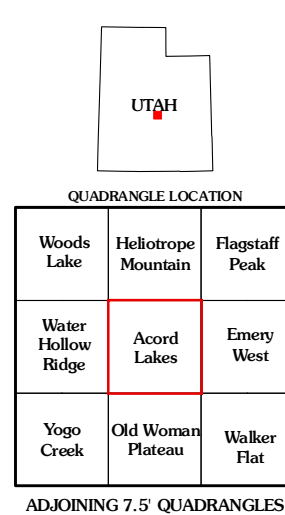 UTAH
QUADRANGLE LOCATION
Woods
Lake
Heliotrope
Mountain
Flagstaff
Peak
Water
Hollow
Ridge
Acord
Lakes
Emery
West
Yogo
Creek
Old Woman
Plateau
Walker
Flat
ADJOINING 7.5' QUADRANGLES